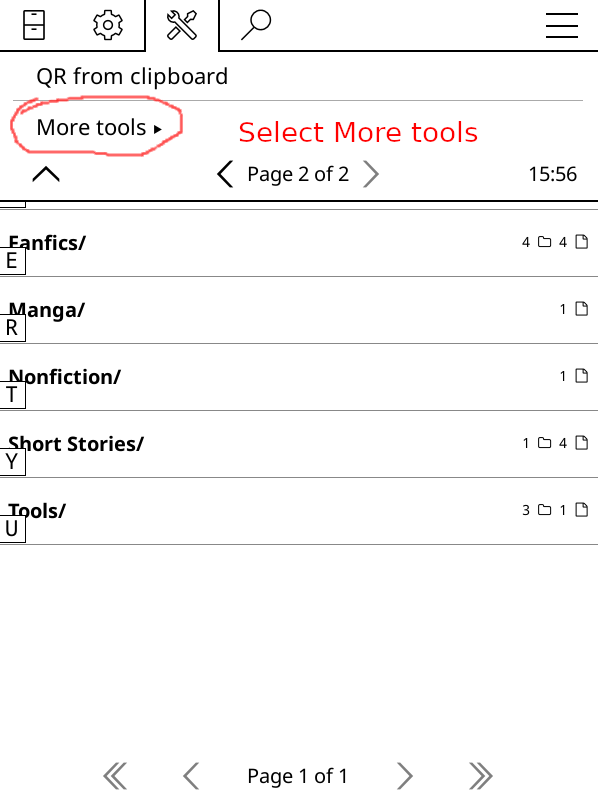 QR from clipboard
More tools ▸
Select More tools
Page 2 of 2
15:56
Fanfics/
4 4
E
Manga/
1
R
Nonfiction/
1
T
Short Stories/
1 4
Y
Tools/
3 1
U
Page 1 of 1